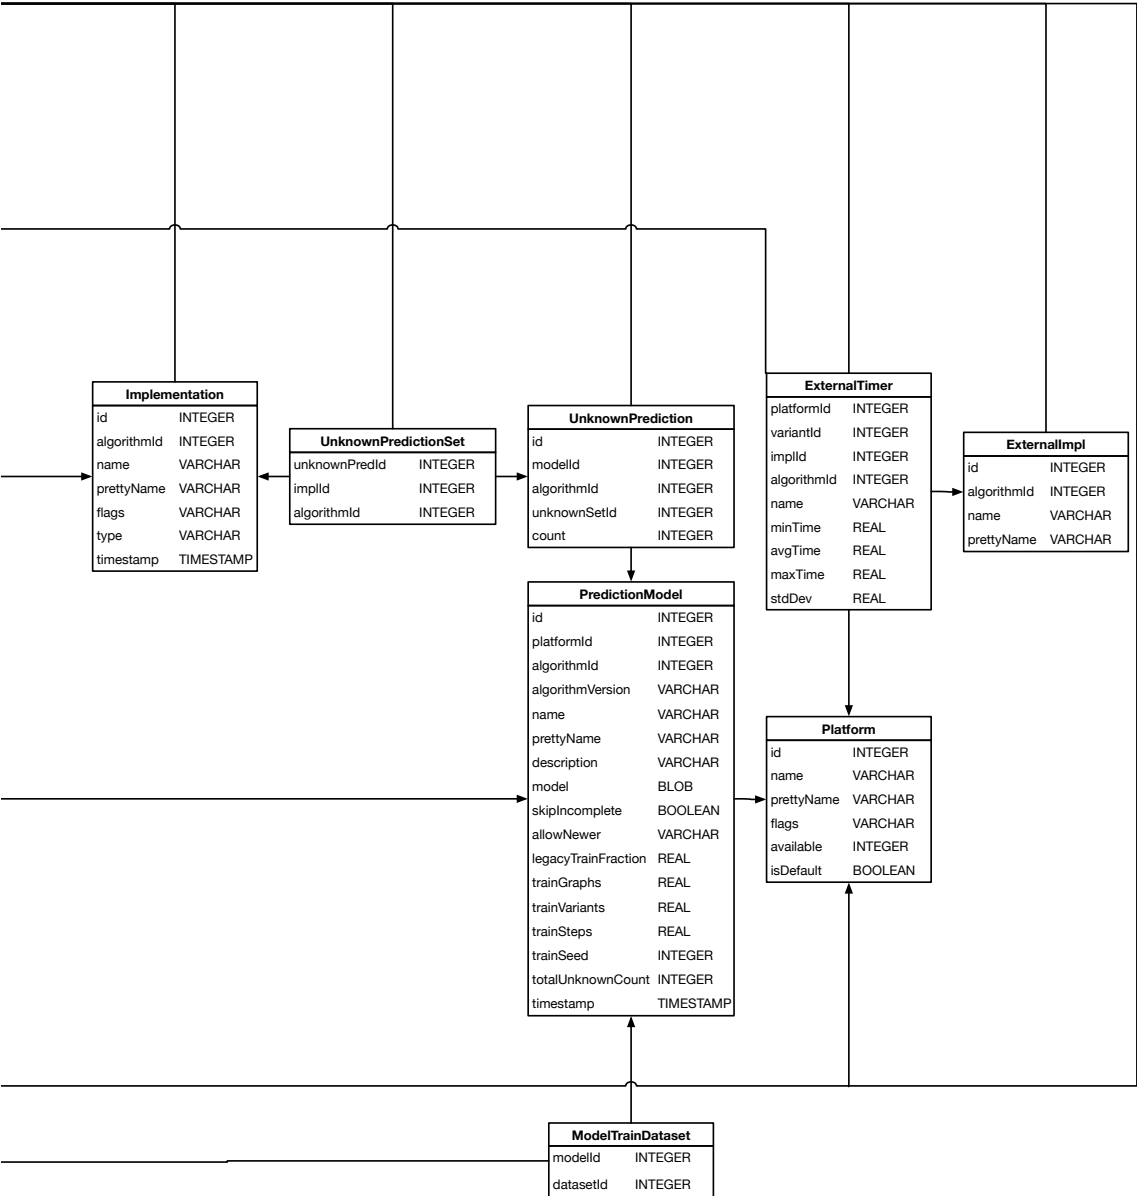 Implementation
id INTEGER
algorithmId INTEGER
name VARCHAR
prettyName VARCHAR
flags VARCHAR
type VARCHAR
timestamp TIMESTAMP
UnknownPredictionSet
unknownPredId INTEGER
implId INTEGER
algorithmId INTEGER
UnknownPrediction
id INTEGER
modelId INTEGER
algorithmId INTEGER
unknownSetId INTEGER
count INTEGER
ExternalTimer
platformId INTEGER
variantId INTEGER
implId INTEGER
algorithmId INTEGER
name VARCHAR
minTime REAL
avgTime REAL
maxTime REAL
stdDev REAL
ExternalImpl
id INTEGER
algorithmId INTEGER
name VARCHAR
prettyName VARCHAR
PredictionModel
id INTEGER
platformId INTEGER
algorithmId INTEGER
algorithmVersion VARCHAR
name VARCHAR
prettyName VARCHAR
description VARCHAR
model BLOB
skipIncomplete BOOLEAN
allowNewer VARCHAR
legacyTrainFraction REAL
trainGraphs REAL
trainVariants REAL
trainSteps REAL
trainSeed INTEGER
totalUnknownCount INTEGER
timestamp TIMESTAMP
Platform
id INTEGER
name VARCHAR
prettyName VARCHAR
flags VARCHAR
available INTEGER
isDefault BOOLEAN
ModelTrainDataset
modelId INTEGER
datasetId INTEGER